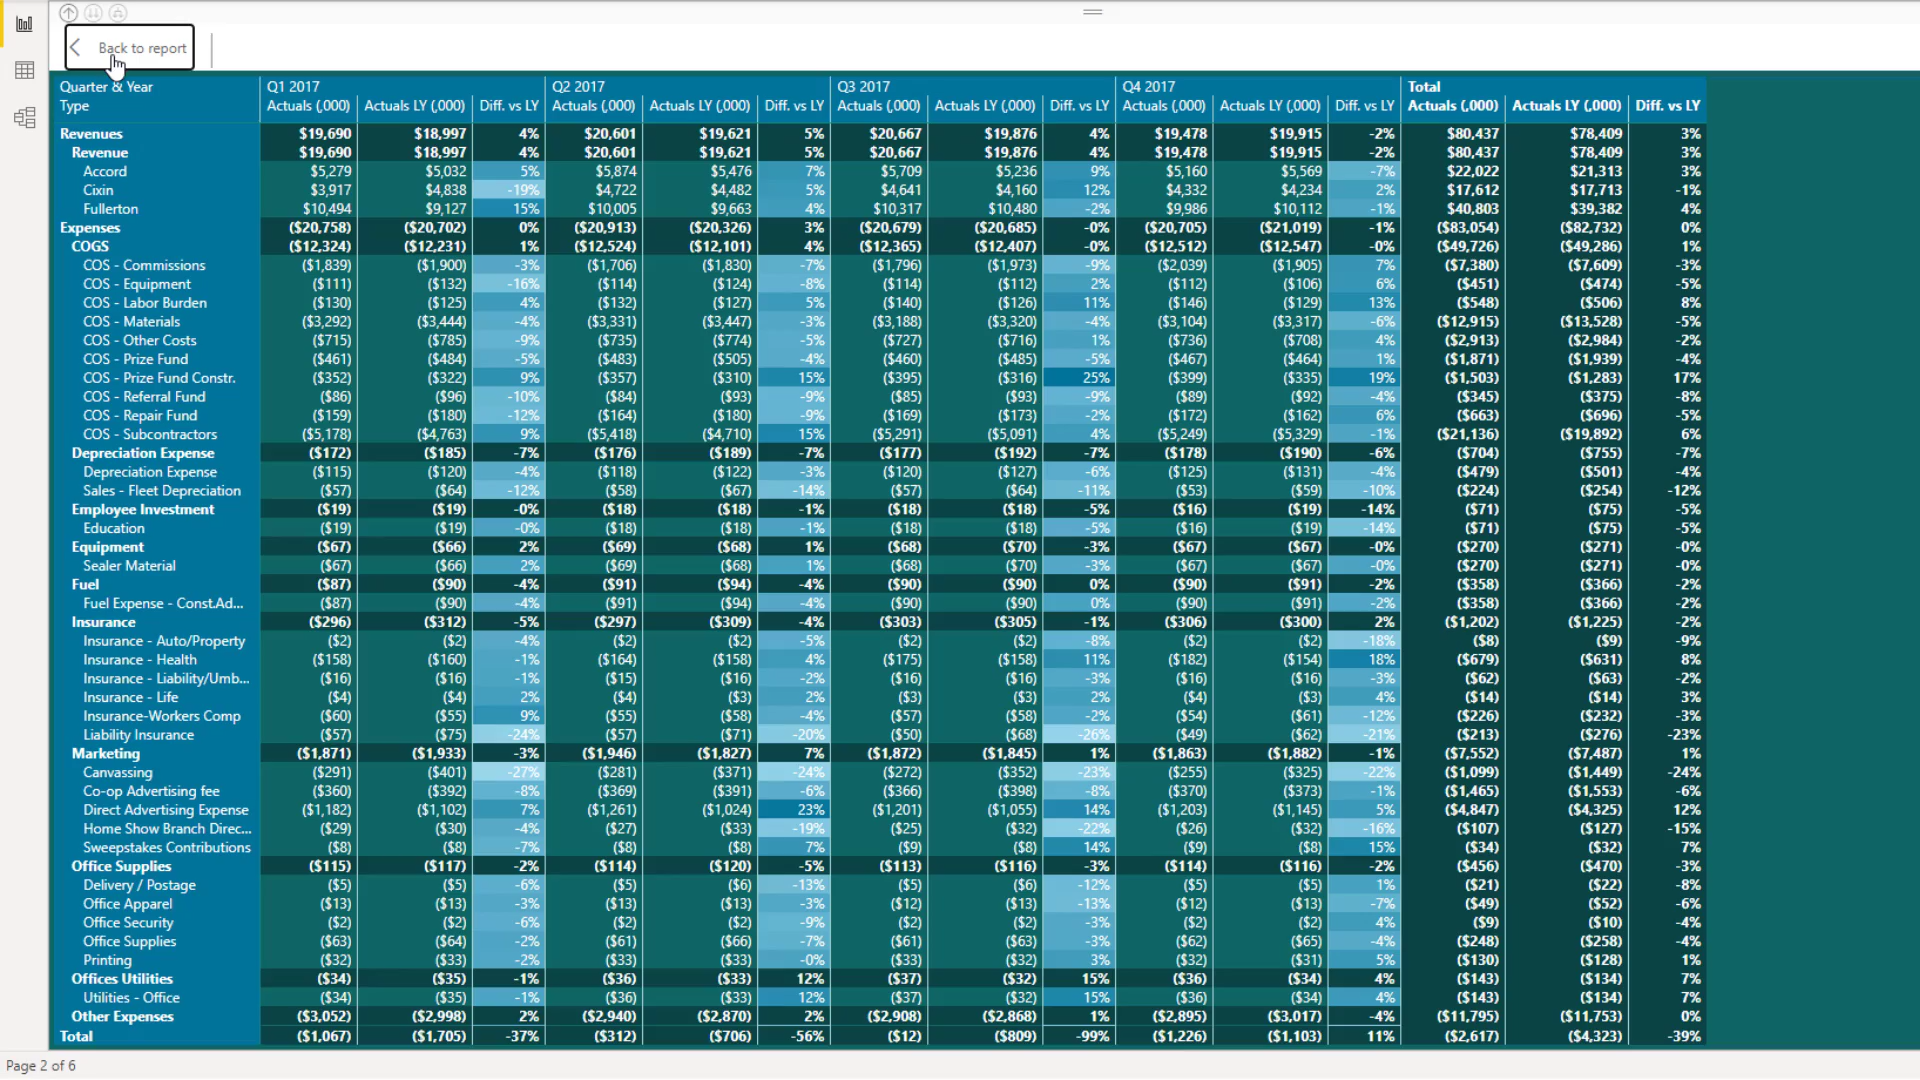 Back to report
Quarter & Year Q1 2017 Q2 2017 Q3 2017 Q4 2017 Total
Type Actuals (,000) Actuals LY (,000) Diff. vs LY Actuals (,000) Actuals LY (,000) Diff. vs LY Actuals (,000) Actuals LY (,000) Diff. vs LY Actuals (,000) Actuals LY (,000) Diff. vs LY Actuals (,000) Actuals LY (,000) Diff. vs LY
Revenues $19,690 $18,997 4% $20,601 $19,621 5% $20,667 $19,876 4% $19,478 $19,915 -2% $80,437 $78,409 3%
Revenue $19,690 $18,997 4% $20,601 $19,621 5% $20,667 $19,876 4% $19,478 $19,915 -2% $80,437 $78,409 3%
Accord $5,279 $5,032 5% $5,874 $5,476 7% $5,709 $5,236 9% $5,160 $5,569 -7% $22,022 $21,313 3%
Cixin $3,917 $4,838 -19% $4,722 $4,482 5% $4,641 $4,160 12% $4,332 $4,234 2% $17,612 $17,713 -1%
Fullerton $10,494 $9,127 15% $10,005 $9,663 4% $10,317 $10,480 -2% $9,986 $10,112 -1% $40,803 $39,382 4%
Expenses ($20,758) ($20,702) 0% ($20,913) ($20,326) 3% ($20,679) ($20,685) -0% ($20,705) ($21,019) -1% ($83,054) ($82,732) 0%
COGS ($12,324) ($12,231) 1% ($12,524) ($12,101) 4% ($12,365) ($12,407) -0% ($12,512) ($12,547) -0% ($49,726) ($49,286) 1%
COS - Commissions ($1,839) ($1,900) -3% ($1,706) ($1,830) -7% ($1,796) ($1,973) -9% ($2,039) ($1,905) 7% ($7,380) ($7,609) -3%
COS - Equipment ($111) ($132) -16% ($114) ($124) -8% ($114) ($112) 2% ($112) ($106) 6% ($451) ($474) -5%
COS - Labor Burden ($130) ($125) 4% ($132) ($127) 5% ($140) ($126) 11% ($146) ($129) 13% ($548) ($506) 8%
COS - Materials ($3,292) ($3,444) -4% ($3,331) ($3,447) -3% ($3,188) ($3,320) -4% ($3,104) ($3,317) -6% ($12,915) ($13,528) -5%
COS - Other Costs ($715) ($785) -9% ($735) ($774) -5% ($727) ($716) 1% ($736) ($708) 4% ($2,913) ($2,984) -2%
COS - Prize Fund ($461) ($484) -5% ($483) ($505) -4% ($460) ($485) -5% ($467) ($464) 1% ($1,871) ($1,939) -4%
COS - Prize Fund Constr. ($352) ($322) 9% ($357) ($310) 15% ($395) ($316) 25% ($399) ($335) 19% ($1,503) ($1,283) 17%
COS - Referral Fund ($86) ($96) -10% ($84) ($93) -9% ($85) ($93) -9% ($89) ($92) -4% ($345) ($375) -8%
COS - Repair Fund ($159) ($180) -12% ($164) ($180) -9% ($169) ($173) -2% ($172) ($162) 6% ($663) ($696) -5%
COS - Subcontractors ($5,178) ($4,763) 9% ($5,418) ($4,710) 15% ($5,291) ($5,091) 4% ($5,249) ($5,329) -1% ($21,136) ($19,892) 6%
Depreciation Expense ($172) ($185) -7% ($176) ($189) -7% ($177) ($192) -7% ($178) ($190) -6% ($704) ($755) -7%
Depreciation Expense ($115) ($120) -4% ($118) ($122) -3% ($120) ($127) -6% ($125) ($131) -4% ($479) ($501) -4%
Sales - Fleet Depreciation ($57) ($64) -12% ($58) ($67) -14% ($57) ($64) -11% ($53) ($59) -10% ($224) ($254) -12%
Employee Investment ($19) ($19) -0% ($18) ($18) -1% ($18) ($18) -5% ($16) ($19) -14% ($71) ($75) -5%
Education ($19) ($19) -0% ($18) ($18) -1% ($18) ($18) -5% ($16) ($19) -14% ($71) ($75) -5%
Equipment ($67) ($66) 2% ($69) ($68) 1% ($68) ($70) -3% ($67) ($67) -0% ($270) ($271) -0%
Sealer Material ($67) ($66) 2% ($69) ($68) 1% ($68) ($70) -3% ($67) ($67) -0% ($270) ($271) -0%
Fuel ($87) ($90) -4% ($91) ($94) -4% ($90) ($90) 0% ($90) ($91) -2% ($358) ($366) -2%
Fuel Expense - Const.Ad... ($87) ($90) -4% ($91) ($94) -4% ($90) ($90) 0% ($90) ($91) -2% ($358) ($366) -2%
Insurance ($296) ($312) -5% ($297) ($309) -4% ($303) ($305) -1% ($306) ($300) 2% ($1,202) ($1,225) -2%
Insurance - Auto/Property ($2) ($2) -4% ($2) ($2) -5% ($2) ($2) -8% ($2) ($2) -18% ($8) ($9) -9%
Insurance - Health ($158) ($160) -1% ($164) ($158) 4% ($175) ($158) 11% ($182) ($154) 18% ($679) ($631) 8%
Insurance - Liability/Umb... ($16) ($16) -1% ($15) ($16) -2% ($16) ($16) -3% ($16) ($16) -3% ($62) ($63) -2%
Insurance - Life ($4) ($4) 2% ($4) ($3) 2% ($3) ($3) 2% ($4) ($3) 4% ($14) ($14) 3%
Insurance-Workers Comp ($60) ($55) 9% ($55) ($58) -4% ($57) ($58) -2% ($54) ($61) -12% ($226) ($232) -3%
Liability Insurance ($57) ($75) -24% ($57) ($71) -20% ($50) ($68) -26% ($49) ($62) -21% ($213) ($276) -23%
Marketing ($1,871) ($1,933) -3% ($1,946) ($1,827) 7% ($1,872) ($1,845) 1% ($1,863) ($1,882) -1% ($7,552) ($7,487) 1%
Canvassing ($291) ($401) -27% ($281) ($371) -24% ($272) ($352) -23% ($255) ($325) -22% ($1,099) ($1,449) -24%
Co-op Advertising fee ($360) ($392) -8% ($369) ($391) -6% ($366) ($398) -8% ($370) ($373) -1% ($1,465) ($1,553) -6%
Direct Advertising Expense ($1,182) ($1,102) 7% ($1,261) ($1,024) 23% ($1,201) ($1,055) 14% ($1,203) ($1,145) 5% ($4,847) ($4,325) 12%
Home Show Branch Direc... ($29) ($30) -4% ($27) ($33) -19% ($25) ($32) -22% ($26) ($32) -16% ($107) ($127) -15%
Sweepstakes Contributions ($8) ($8) -7% ($8) ($8) 7% ($9) ($8) 14% ($9) ($8) 15% ($34) ($32) 7%
Office Supplies ($115) ($117) -2% ($114) ($120) -5% ($113) ($116) -3% ($114) ($116) -2% ($456) ($470) -3%
Delivery / Postage ($5) ($5) -6% ($5) ($6) -13% ($5) ($6) -12% ($5) ($5) 1% ($21) ($22) -8%
Office Apparel ($13) ($13) -3% ($13) ($13) -3% ($12) ($13) -13% ($12) ($13) -7% ($49) ($52) -6%
Office Security ($2) ($2) -6% ($2) ($2) -9% ($2) ($2) -3% ($2) ($2) 4% ($9) ($10) -4%
Office Supplies ($63) ($64) -2% ($61) ($66) -7% ($61) ($63) -3% ($62) ($65) -4% ($248) ($258) -4%
Printing ($32) ($33) -2% ($33) ($33) -0% ($33) ($32) 3% ($32) ($31) 5% ($130) ($128) 1%
Offices Utilities ($34) ($35) -1% ($36) ($33) 12% ($37) ($32) 15% ($36) ($34) 4% ($143) ($134) 7%
Utilities - Office ($34) ($35) -1% ($36) ($33) 12% ($37) ($32) 15% ($36) ($34) 4% ($143) ($134) 7%
Other Expenses ($3,052) ($2,998) 2% ($2,940) ($2,870) 2% ($2,908) ($2,868) 1% ($2,895) ($3,017) -4% ($11,795) ($11,753) 0%
Total ($1,067) ($1,705) -37% ($312) ($706) -56% ($12) ($809) -99% ($1,226) ($1,103) 11% ($2,617) ($4,323) -39%
Page 2 of 6